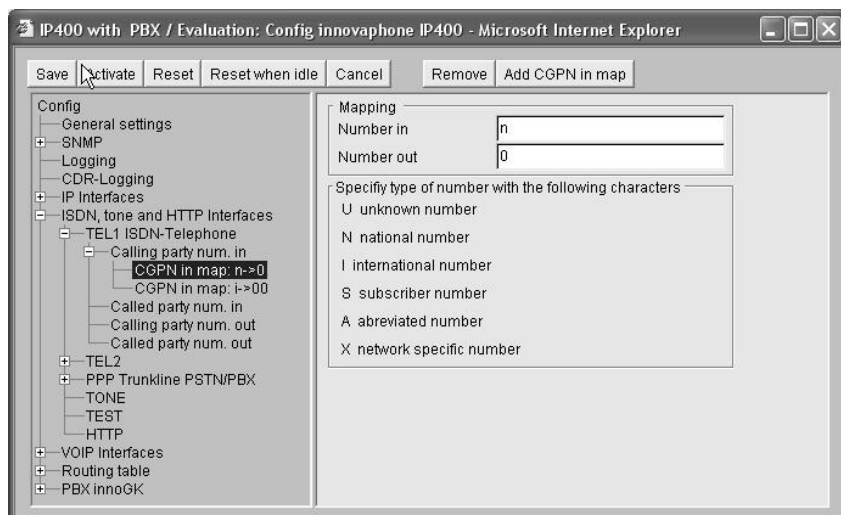 IP400 with PBX / Evaluation: Config innovaphone IP400 - Microsoft Internet Explorer
Save Activate Reset Reset when idle Cancel Remove Add CGPN in map
Config
General settings
SNMP
Logging
CDR-Logging
IP Interfaces
ISDN, tone and HTTP Interfaces
TEL1 ISDN-Telephone
Calling party num. in
CGPN in map: n->0
CGPN in map: i->00
Called party num. in
Calling party num. out
Called party num. out
TEL2
PPP Trunkline PSTN/PBX
TONE
TEST
HTTP
VOIP Interfaces
Routing table
PBX innoGK
Mapping
Number in n
Number out 0
Specifiy type of number with the following characters
U unknown number
N national number
I international number
S subscriber number
A abreviated number
X network specific number